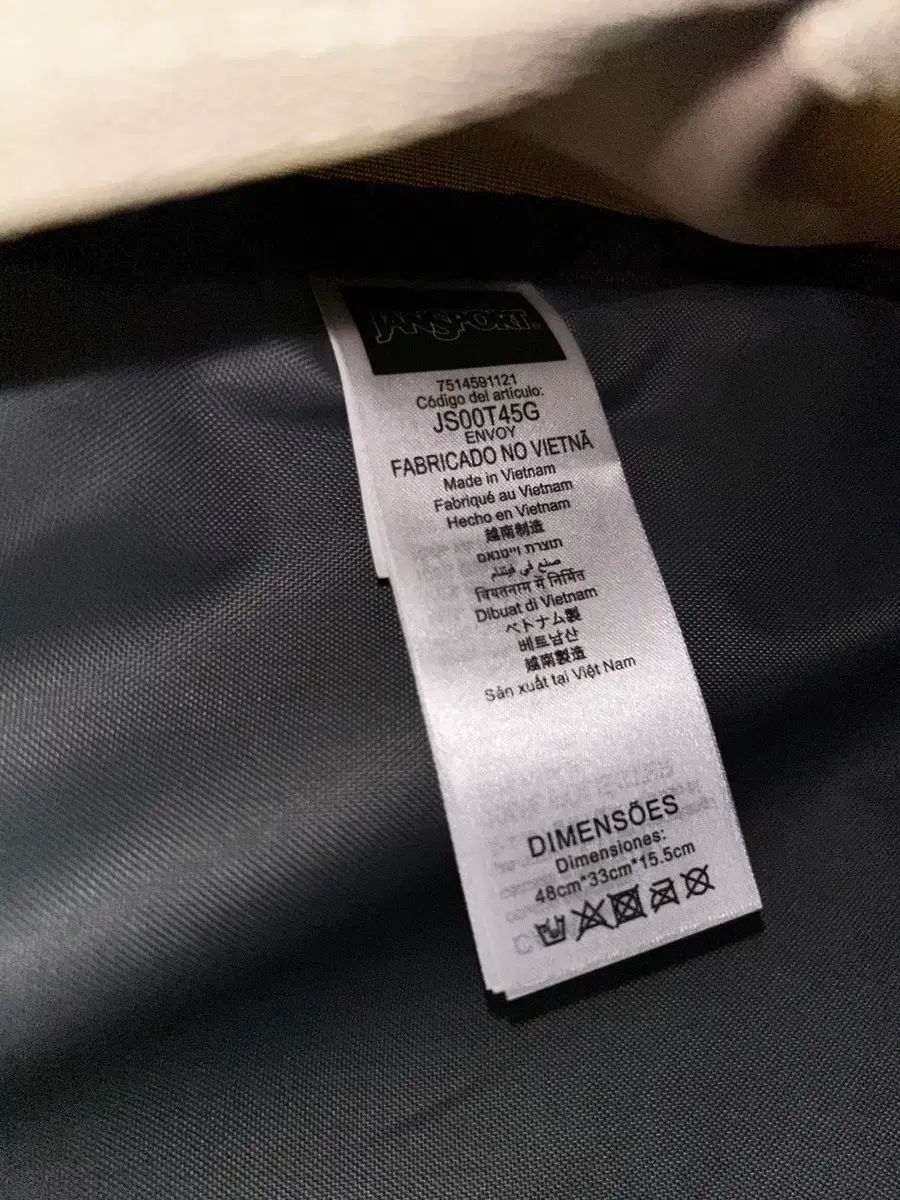 JANSPORT®
7514591121
Código del artículo:
JS00T45G
ENVOY
FABRICADO NO VIETNÃ
Made in Vietnam
Fabriqué au Vietnam
Hecho en Vietnam
越南制造
תוצרת וייטנאם
صنع في فيتنام
वियतनाम में निर्मित
Dibuat di Vietnam
ベトナム製
베트남산
越南製造
Sản xuất tại Việt Nam
DIMENSÕES
Dimensiones:
48cm*33cm*15.5cm